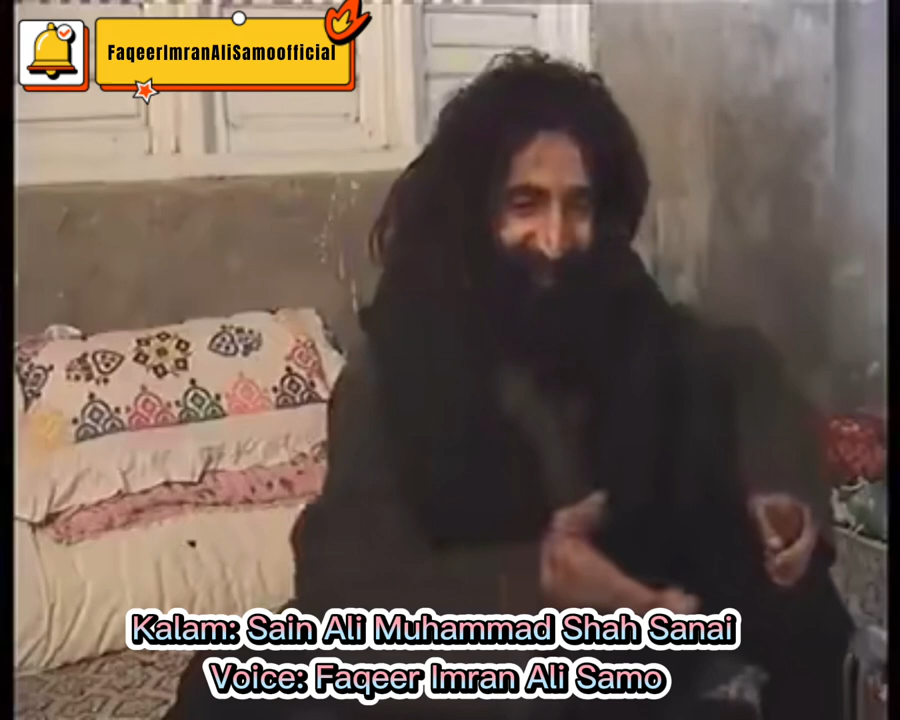 FaqeerImranAliSamoofficial
Kalam: Sain Ali Muhammad Shah Sanai
Voice: Faqeer Imran Ali Samo